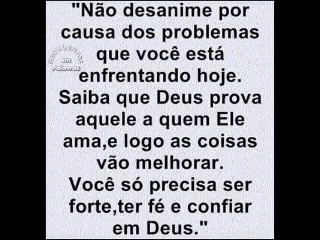 "Não desanime por
causa dos problemas
que você está
enfrentando hoje.
Saiba que Deus prova
aquele a quem Ele
ama,e logo as coisas
vão melhorar.
Você só precisa ser
forte,ter fé e confiar
em Deus."